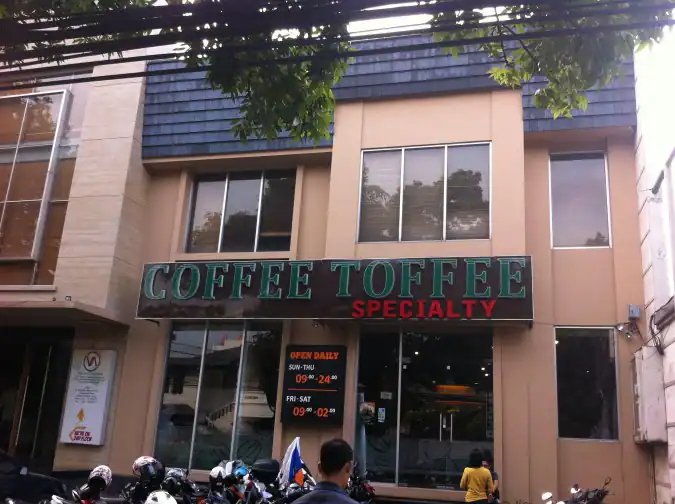 COFFEE TOFFEE
SPECIALTY
OPEN DAILY
SUN-THU
09.00-24.00
FRI-SAT
09.00-02.00